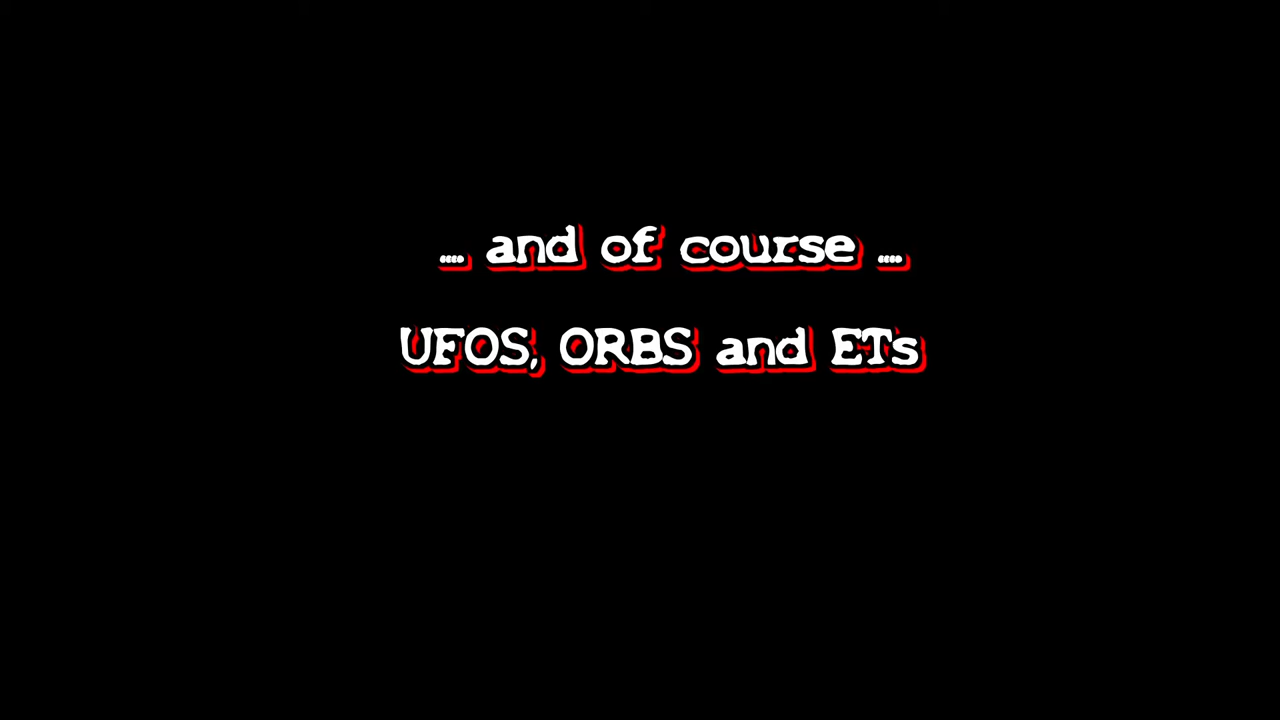 .... and of course ....
UFOS, ORBS and ETs